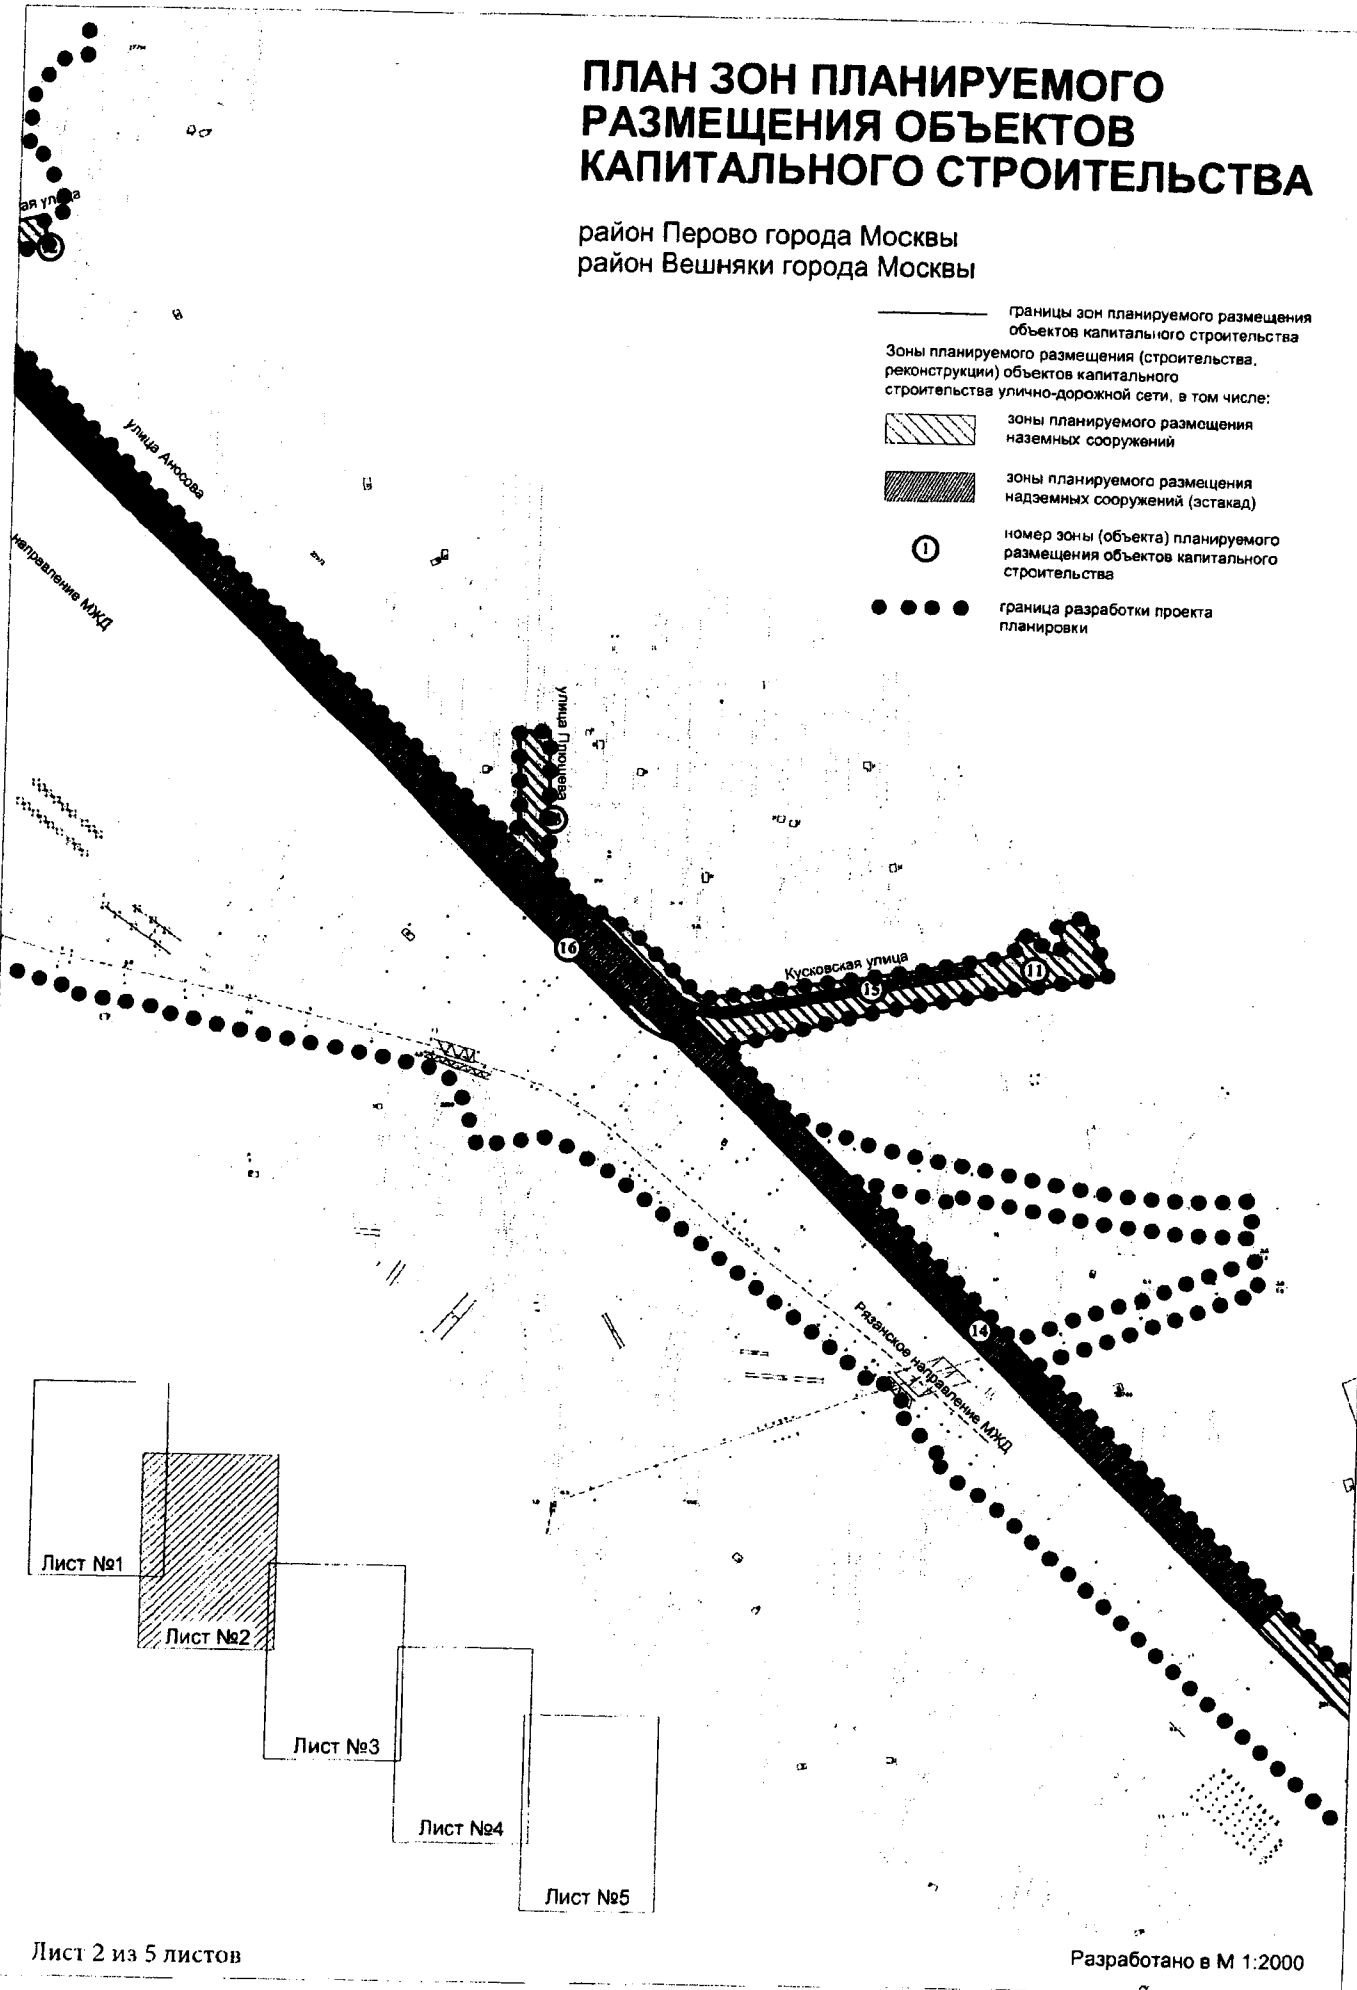 ПЛАН ЗОН ПЛАНИРУЕМОГО
РАЗМЕЩЕНИЯ ОБЪЕКТОВ
КАПИТАЛЬНОГО СТРОИТЕЛЬСТВА
район Перово города Москвы
район Вешняки города Москвы
границы зон планируемого размещения
объектов капитального строительства
Зоны планируемого размещения (строительства,
реконструкции) объектов капитального
строительства улично-дорожной сети, в том числе:
зоны планируемого размещения
наземных сооружений
зоны планируемого размещения
надземных сооружений (эстакад)
1
номер зоны (объекта) планируемого
размещения объектов капитального
строительства
граница разработки проекта
планировки
ая улица
улица Аносова
направление МЖД
улица Плющева
16
Кусковская улица
15
11
14
Рязанское направление МЖД
Лист №1
Лист №2
Лист №3
Лист №4
Лист №5
Лист 2 из 5 листов
Разработано в М 1:2000